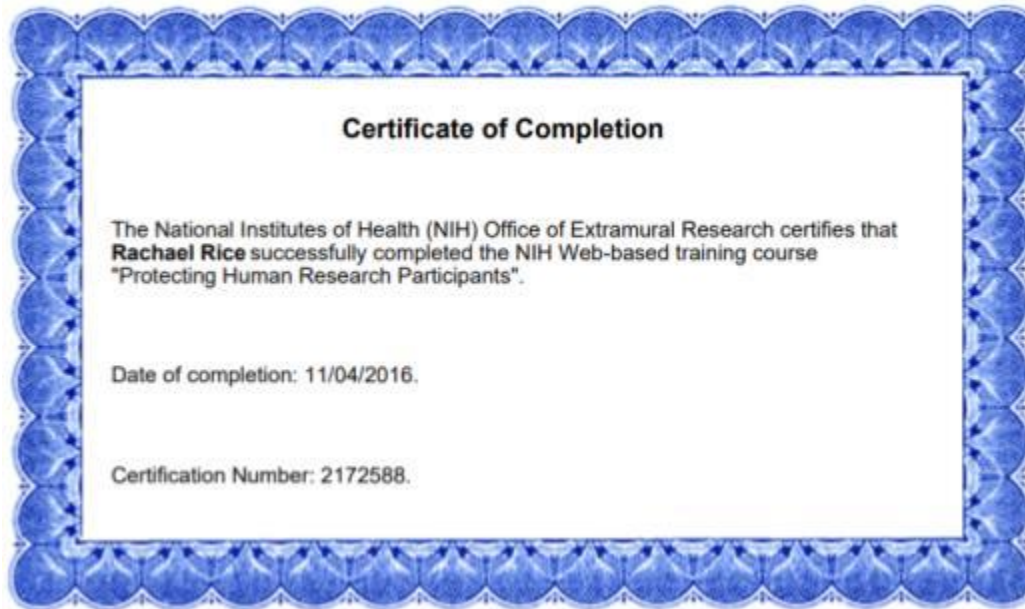 Certificate of Completion
The National Institutes of Health (NIH) Office of Extramural Research certifies that
Rachael Rice successfully completed the NIH Web-based training course
"Protecting Human Research Participants".
Date of completion: 11/04/2016.
Certification Number: 2172588.